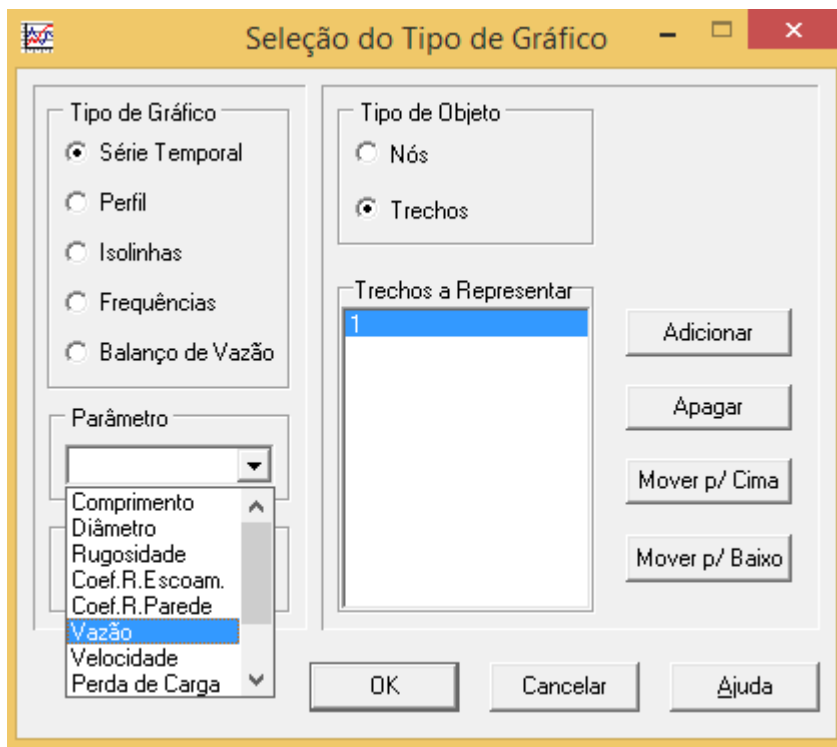 Seleção do Tipo de Gráfico
Tipo de Gráfico
Série Temporal
Perfil
Isolinhas
Frequências
Balanço de Vazão
Parâmetro
Comprimento
Diâmetro
Rugosidade
Coef.R.Escoam.
Coef.R.Parede
Vazão
Velocidade
Perda de Carga
Tipo de Objeto
Nós
Trechos
Trechos a Representar
1
Adicionar
Apagar
Mover p/ Cima
Mover p/ Baixo
OK
Cancelar
Ajuda